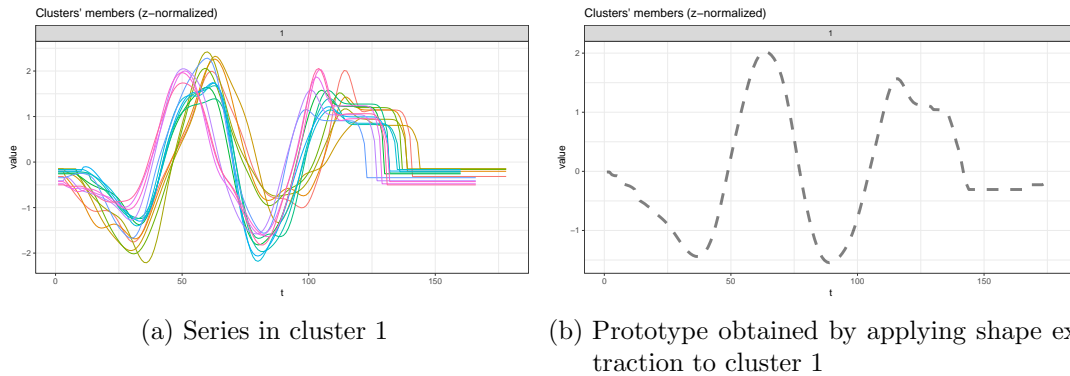 Clusters' members (z-normalized)
1
2
1
0
−1
−2
value
0
50
100
150
t
(a) Series in cluster 1
Clusters' members (z-normalized)
1
2
1
0
−1
value
0
50
100
150
t
(b) Prototype obtained by applying shape ex
traction to cluster 1